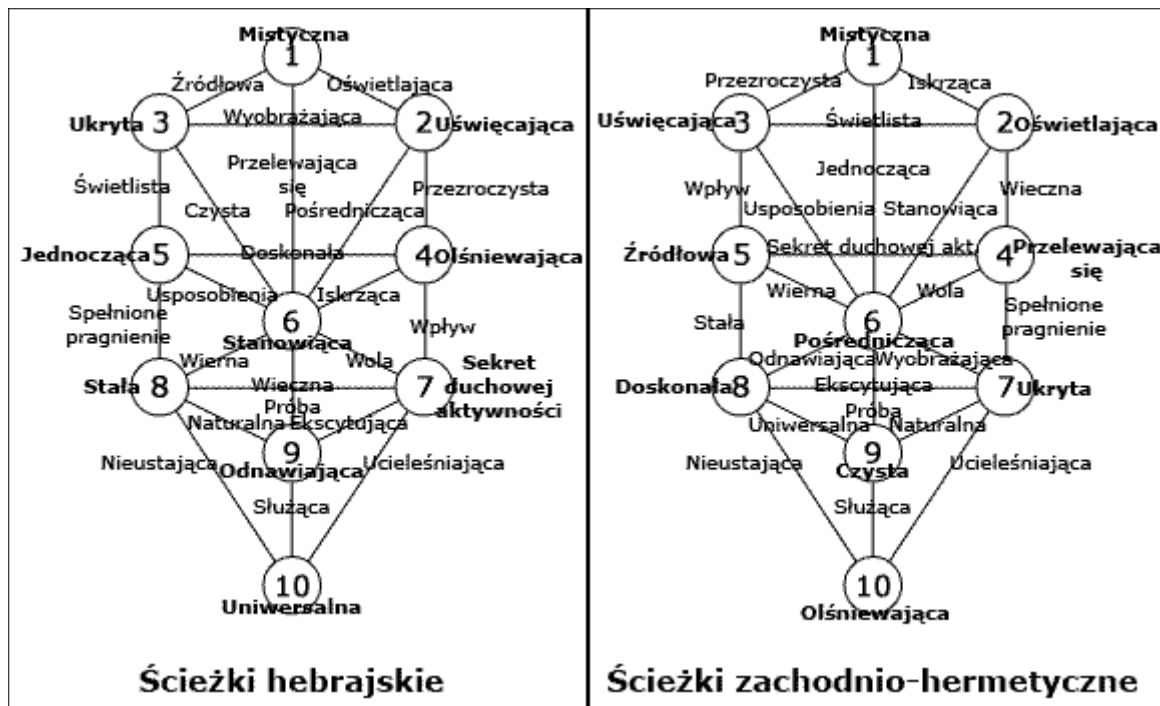 Mistyczna
1
Źródłowa
Oświetlająca
Ukryta
3
Wyobrażająca
2
Uświęcająca
Przelewająca
się
Świetlista
Czysta
Pośrednicząca
Przezroczysta
Jednocząca
5
Doskonała
4
Olśniewająca
Usposobienia
Iskrząca
Spełnione
pragnienie
6
Stanowiąca
Wpływ
Wierna
Wola
Stała
8
Wieczna
7
Sekret
duchowej
aktywności
Próba
Naturalna
Ekscytująca
9
Odnawiająca
Nieustająca
Ucieleśniająca
Służąca
10
Uniwersalna
Ścieżki hebrajskie
Mistyczna
1
Przezroczysta
Iskrząca
Uświęcająca
3
Świetlista
2
Oświetlająca
Jednocząca
Wpływ
Wieczna
Usposobienia
Stanowiąca
Źródłowa
5
Sekret duchowej akt.
4
Przelewająca
się
Wierna
Wola
Stała
6
Pośrednicząca
Spełnione
pragnienie
Odnawiająca
Wyobrażająca
Doskonała
8
Ekscytująca
7
Ukryta
Próba
Uniwersalna
Naturalna
9
Czysta
Nieustająca
Ucieleśniająca
Służąca
10
Olśniewająca
Ścieżki zachodnio-hermetyczne